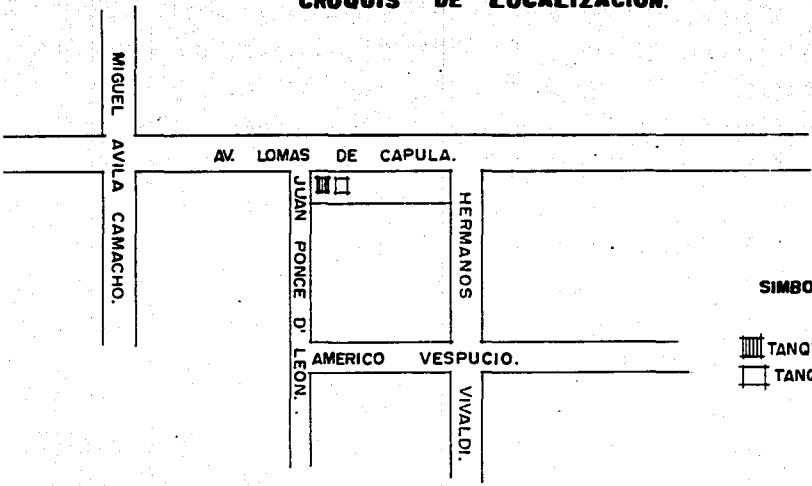 CROQUIS DE LOCALIZACION.
MIGUEL AVILA CAMACHO.
AV. LOMAS DE CAPULA.
JUAN PONCE D' LEON.
HERMANOS VIVALDI.
AMERICO VESPUCIO.
SIMBO
TANQ
TANQ